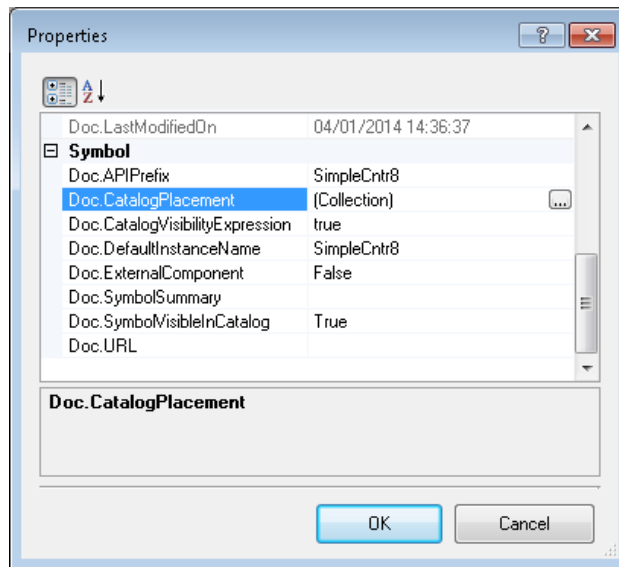 Properties
Doc.LastModifiedOn 04/01/2014 14:36:37
Symbol
Doc.APIPrefix SimpleCntr8
Doc.CatalogPlacement (Collection) ...
Doc.CatalogVisibilityExpression true
Doc.DefaultInstanceName SimpleCntr8
Doc.ExternalComponent False
Doc.SymbolSummary
Doc.SymbolVisibleInCatalog True
Doc.URL
Doc.CatalogPlacement
OK Cancel